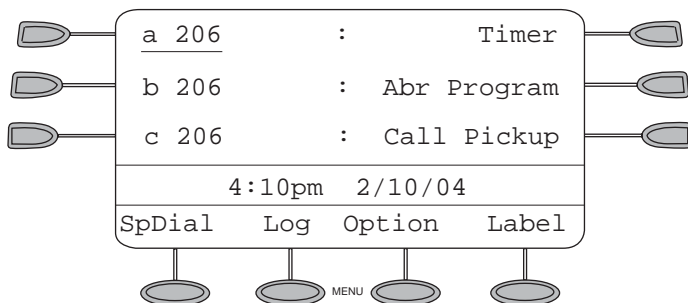 a 206 : Timer
b 206 : Abr Program
c 206 : Call Pickup
4:10pm 2/10/04
SpDial Log Option Label
MENU